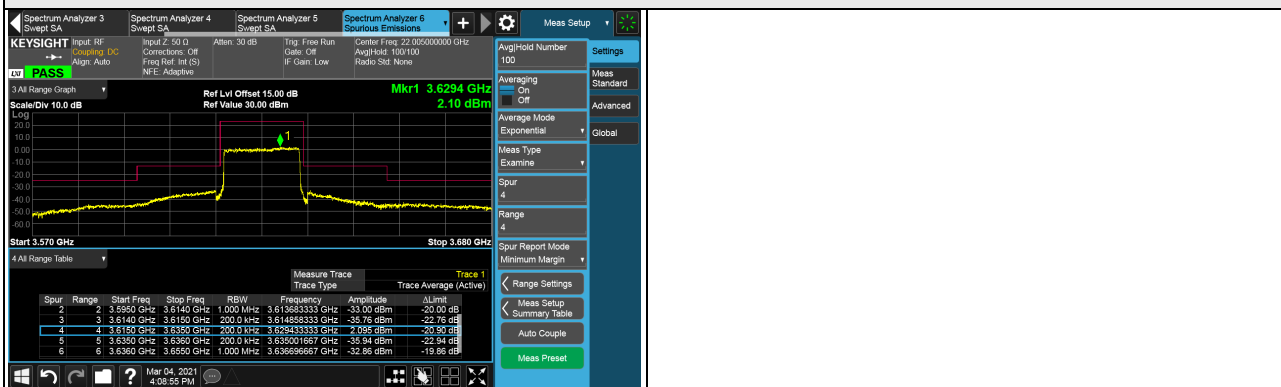 Spectrum Analyzer 3
Swept SA
Spectrum Analyzer 4
Swept SA
Spectrum Analyzer 5
Swept SA
Spectrum Analyzer 6
Spurious Emissions
+
Meas Setup
KEYSIGHT
Input: RF
Coupling: DC
Align: Auto
Input Z: 50 Ω
Corrections: Off
Freq Ref: Int (S)
NFE: Adaptive
Atten: 30 dB
Trig: Free Run
Gate: Off
IF Gain: Low
Center Freq: 22.005000000 GHz
Avg|Hold: 100/100
Radio Std: None
LXI PASS
3 All Range Graph
Scale/Div 10.0 dB
Ref Lvl Offset 15.00 dB
Ref Value 30.00 dBm
Mkr1 3.6294 GHz
2.10 dBm
Log
20.0
10.0
0.00
-10.0
-20.0
-30.0
-40.0
-50.0
-60.0
1
Start 3.570 GHz
Stop 3.680 GHz
4 All Range Table
Measure Trace Trace 1
Trace Type Trace Average (Active)
Spur Range Start Freq Stop Freq RBW Frequency Amplitude ΔLimit
2 2 3.5950 GHz 3.6140 GHz 1.000 MHz 3.613683333 GHz -33.00 dBm -20.00 dB
3 3 3.6140 GHz 3.6150 GHz 200.0 kHz 3.614858333 GHz -35.76 dBm -22.76 dB
4 4 3.6150 GHz 3.6350 GHz 200.0 kHz 3.629433333 GHz 2.095 dBm -20.90 dB
5 5 3.6350 GHz 3.6360 GHz 200.0 kHz 3.635001667 GHz -35.94 dBm -22.94 dB
6 6 3.6360 GHz 3.6550 GHz 1.000 MHz 3.636696667 GHz -32.86 dBm -19.86 dB
Avg|Hold Number
100
Averaging
On
Off
Average Mode
Exponential
Meas Type
Examine
Spur
4
Range
4
Spur Report Mode
Minimum Margin
Range Settings
Meas Setup
Summary Table
Auto Couple
Meas Preset
Settings
Meas
Standard
Advanced
Global
?
Mar 04, 2021
4:08:55 PM